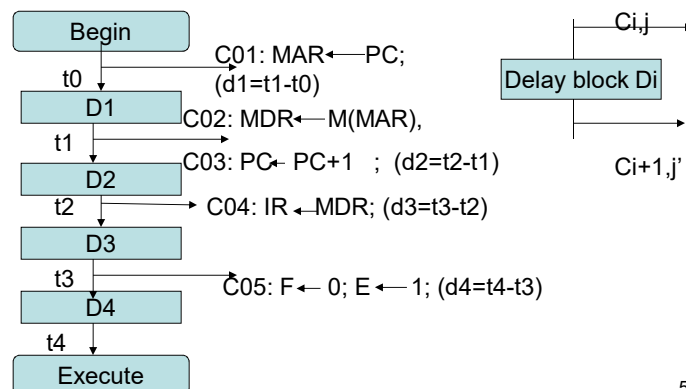 Begin
C01: MAR←PC;
t0
(d1=t1-t0)
D1
C02: MDR← M(MAR),
t1
C03: PC← PC+1 ; (d2=t2-t1)
D2
t2
C04: IR ←MDR; (d3=t3-t2)
D3
t3
C05: F← 0; E← 1; (d4=t4-t3)
D4
t4
Execute
Ci,j
Delay block Di
Ci+1,j'